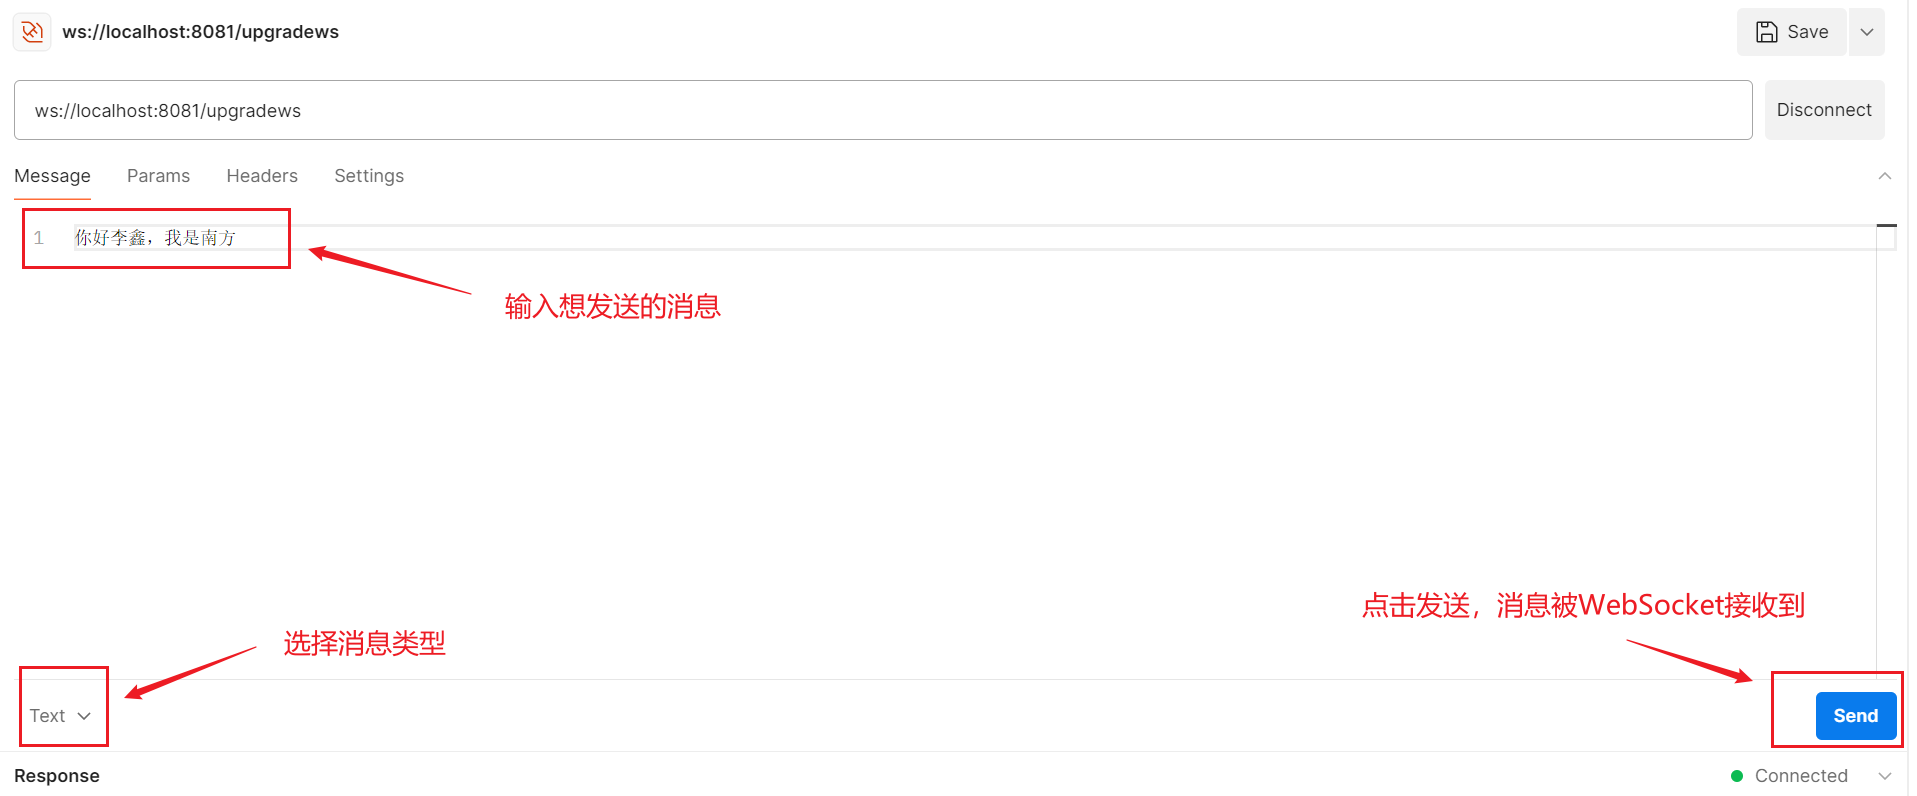 ws://localhost:8081/upgradews
Save
ws://localhost:8081/upgradews
Disconnect
Message Params Headers Settings
1 你好李鑫，我是南方
输入想发送的消息
点击发送，消息被WebSocket接收到
选择消息类型
Text
Send
Response
Connected